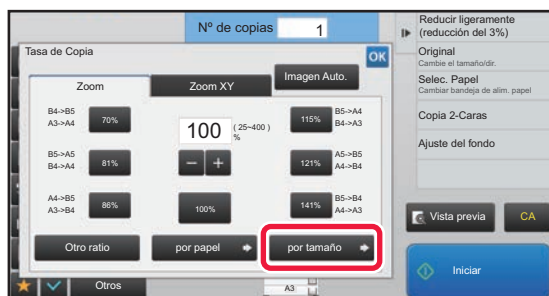 Nº de copias 1
Tasa de Copia
OK
Zoom
Zoom XY
Imagen Auto.
B4->B5
A3->A4
70%
100
(25~400)
%
115%
B5->A4
B4->A3
B5->A5
B4->A4
81%
121%
A5->B5
A4->B4
A4->B5
A3->B4
86%
100%
141%
B5->B4
A4->A3
Otro ratio
por papel
por tamaño
Otros
A3
Reducir ligeramente
(reducción del 3%)
Original
Cambie el tamaño/dir.
Selec. Papel
Cambiar bandeja de alim. papel
Copia 2-Caras
Ajuste del fondo
Vista previa
CA
Iniciar